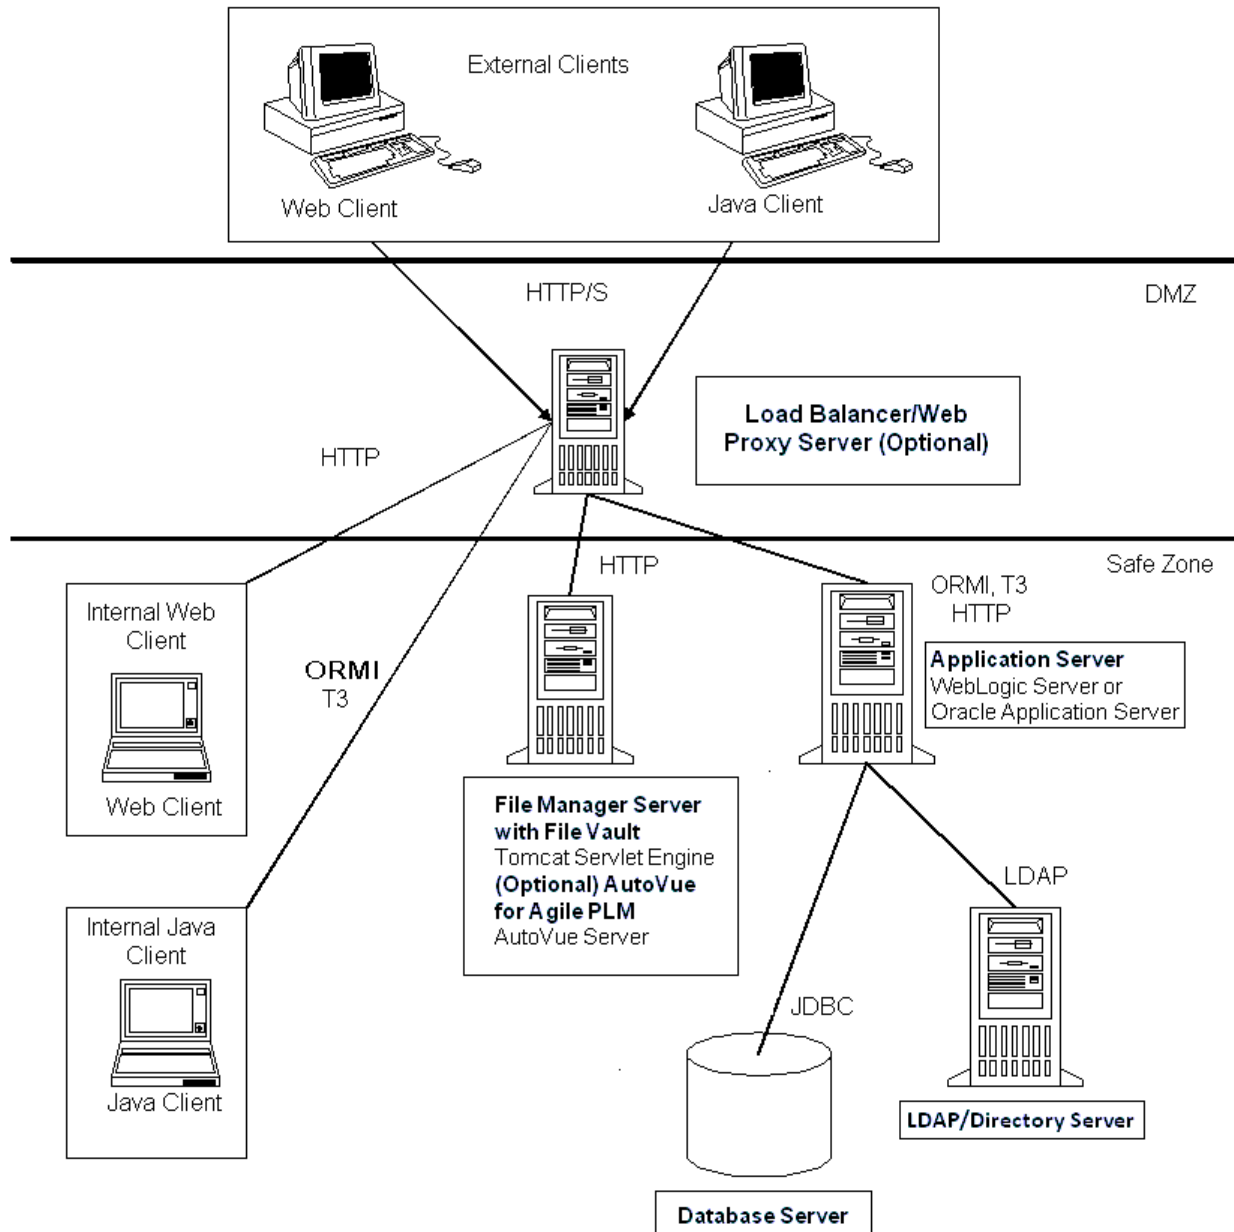 External Clients
Web Client
Java Client
HTTP/S
DMZ
Load Balancer/Web
Proxy Server (Optional)
HTTP
Safe Zone
HTTP
ORMI, T3
HTTP
Internal Web
Client
Web Client
ORMI
T3
Application Server
WebLogic Server or
Oracle Application Server
File Manager Server
with File Vault
Tomcat Servlet Engine
(Optional) AutoVue
for Agile PLM
AutoVue Server
LDAP
Internal Java
Client
Java Client
JDBC
LDAP/Directory Server
Database Server